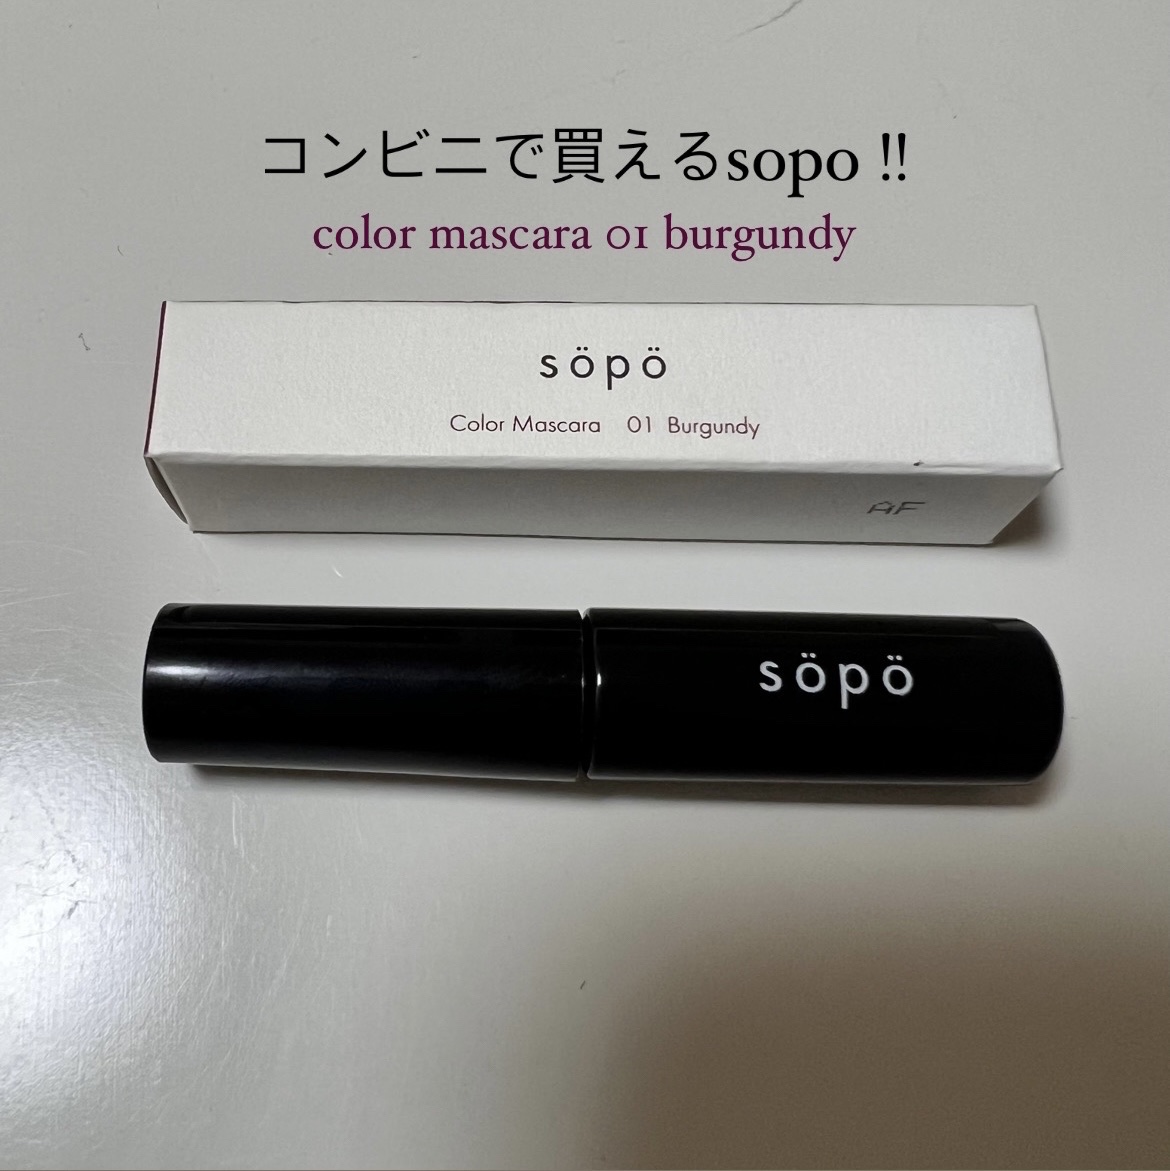 コンビニで買えるsopo !!
color mascara 01 burgundy
söpö
Color Mascara 01 Burgundy
ÂF
söpö